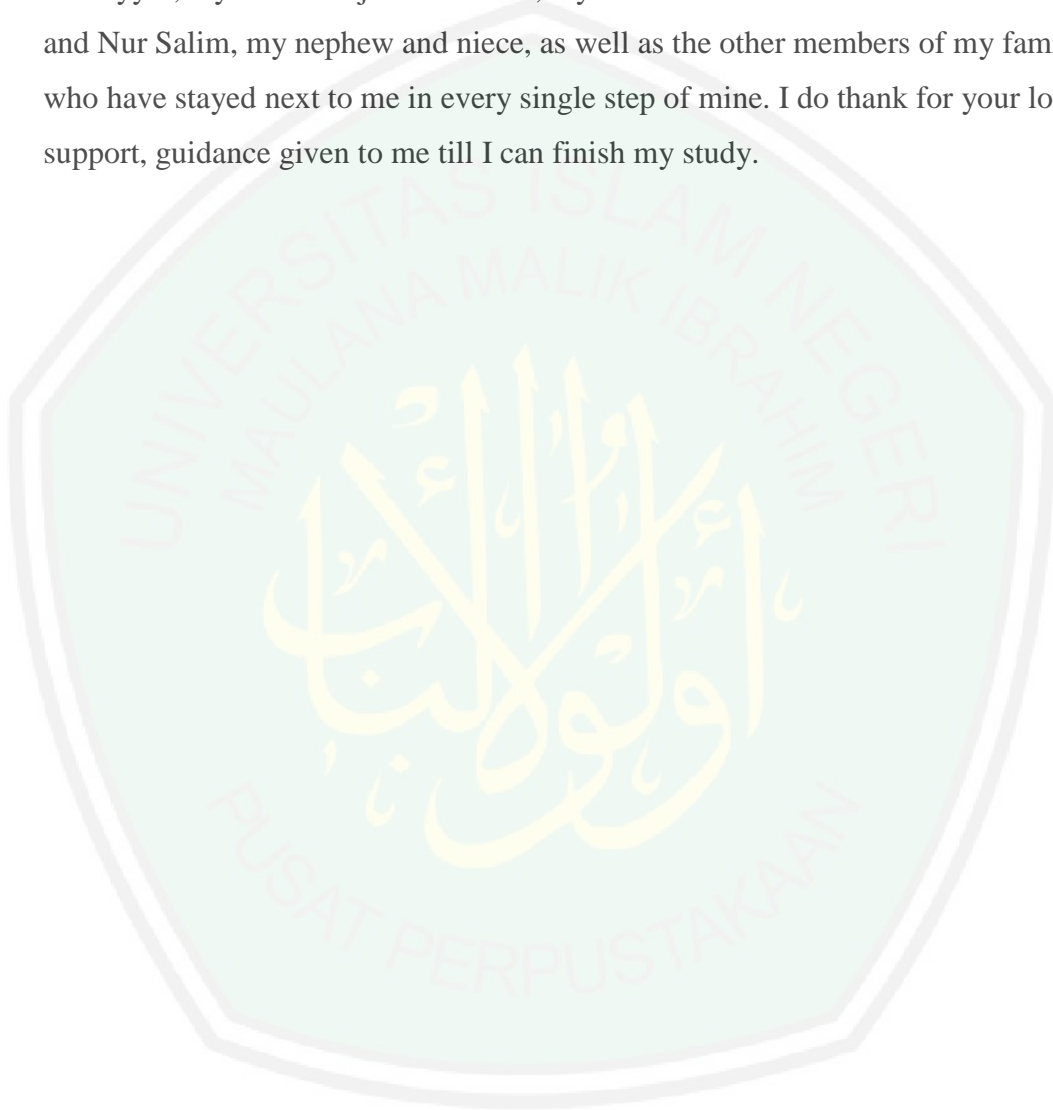 and Nur Salim, my nephew and niece, as well as the other members of my
who have stayed next to me in every single step of mine. I do thank for your
support, guidance given to me till I can finish my study.
UNIVERSITAS ISLAM NEGERI
MAULANA MALIK IBRAHIM
أولوا الألباب
PUSAT PERPUSTAKAAN